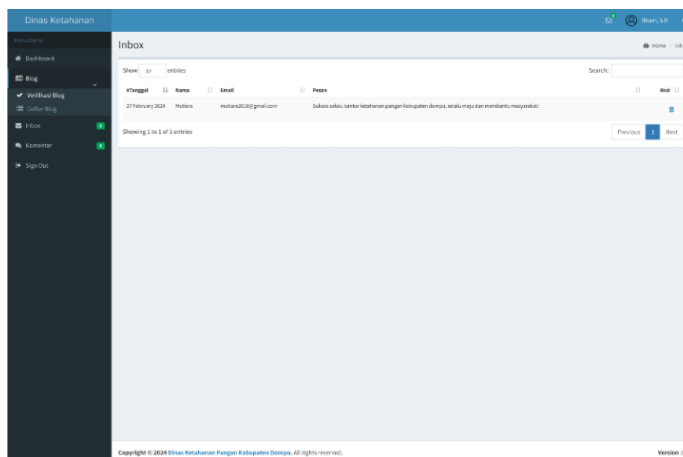 Dinas Ketahanan
Ilham, S.P.
Menu Utama
Dashboard
Blog
Verifikasi Blog
Daftar Blog
Inbox
Komentar
Sign Out
Inbox
Home > Inb
Show 10 entries
Search:
#Tanggal Nama Email Pesan Aksi
27 February 2024 Mutiara mutiara2018@gmail.com Sukses selalu kantor ketahanan pangan kabupaten dompu, selalu maju dan membantu masyarakat!
Showing 1 to 1 of 1 entries
Previous 1 Next
Copyright © 2024 Dinas Ketahanan Pangan Kabupaten Dompu. All rights reserved.
Version